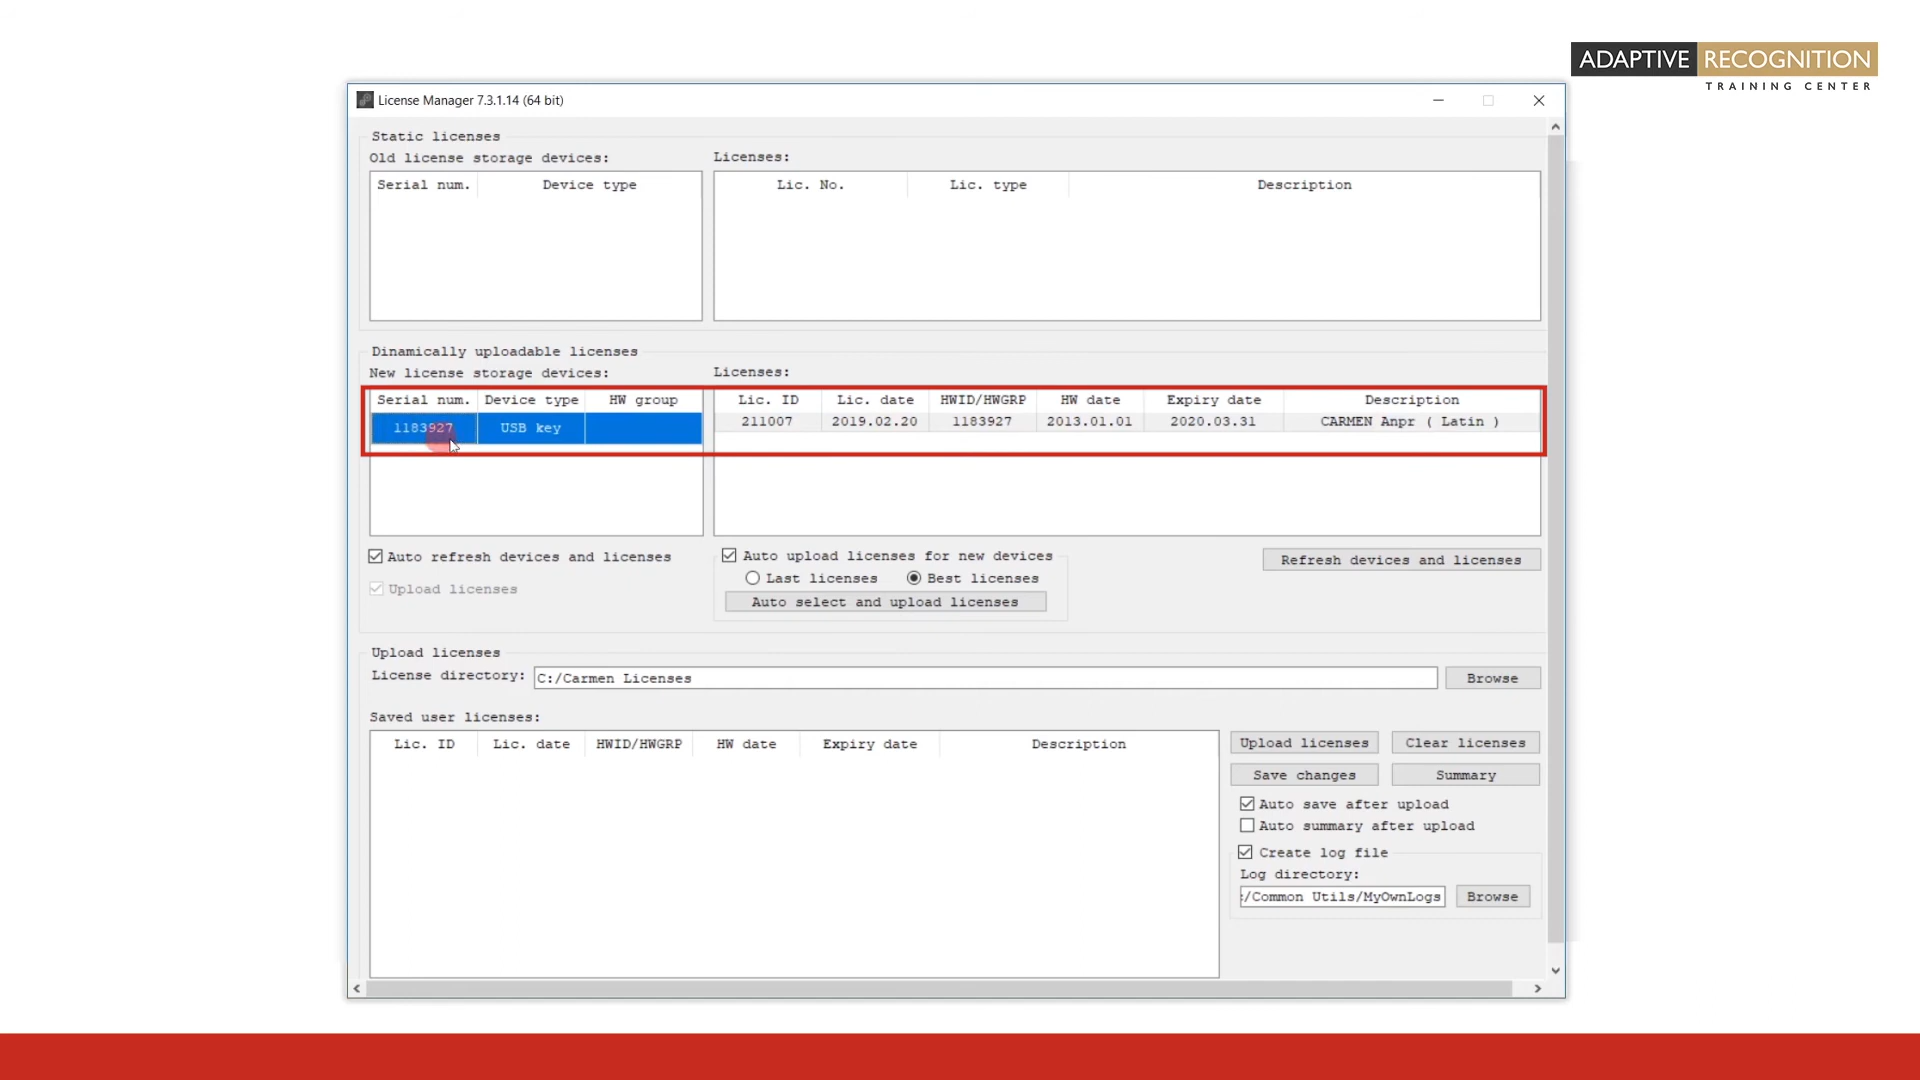 ADAPTIVE RECOGNITION
TRAINING CENTER
License Manager 7.3.1.14 (64 bit)
Static licenses
Old license storage devices:
Licenses:
Serial num. Device type
Lic. No. Lic. type Description
Dinamically uploadable licenses
New license storage devices:
Licenses:
Serial num. Device type HW group
Lic. ID Lic. date HWID/HWGRP HW date Expiry date Description
1183927 USB key
211007 2019.02.20 1183927 2013.01.01 2020.03.31 CARMEN Anpr ( Latin )
Auto refresh devices and licenses
Upload licenses
Auto upload licenses for new devices
Last licenses Best licenses
Auto select and upload licenses
Refresh devices and licenses
Upload licenses
License directory: C:/Carmen Licenses Browse
Saved user licenses:
Lic. ID Lic. date HWID/HWGRP HW date Expiry date Description
Upload licenses Clear licenses
Save changes Summary
Auto save after upload
Auto summary after upload
Create log file
Log directory:
:/Common Utils/MyOwnLogs Browse